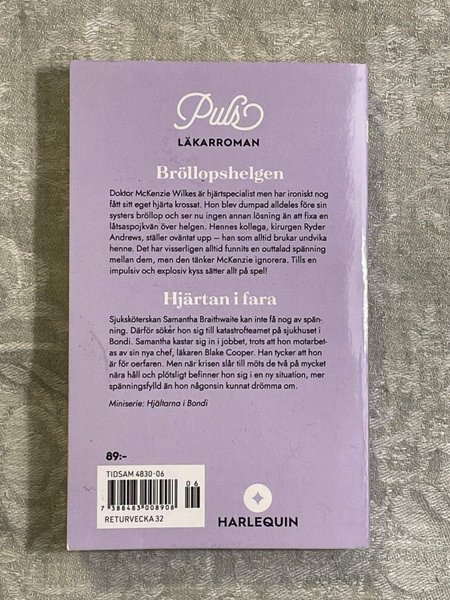 Puls
LÄKARROMAN
Bröllopshelgen
Doktor McKenzie Wilkes är hjärtspecialist men har ironiskt nog
fått sitt eget hjärta krossat. Hon blev dumpad alldeles före sin
systers bröllop och ser nu ingen annan lösning än att fixa en
låtsaspojkvän över helgen. Hennes kollega, kirurgen Ryder
Andrews, ställer oväntat upp – han som alltid brukar undvika
henne. Det har visserligen alltid funnits en outtalad spänning
mellan dem, men den tänker McKenzie ignorera. Tills en
impulsiv och explosiv kyss sätter allt på spel!
Hjärtan i fara
Sjuksköterskan Samantha Braithwaite kan inte få nog av spän-
ning. Därför söker hon sig till katastrofteamet på sjukhuset i
Bondi. Samantha kastar sig in i jobbet, trots att hon motarbe-
tas av sin nya chef, läkaren Blake Cooper. Han tycker att hon
är för oerfaren. Men när krisen slår till möts de två på mycket
nära håll och plötsligt befinner hon sig i en ny situation, mer
spänningsfylld än hon någonsin kunnat drömma om.
Miniserie: Hjältarna i Bondi
89:-
TIDSAM 4830-06
06
7 388483 008908
RETURVECKA 32
HARLEQUIN